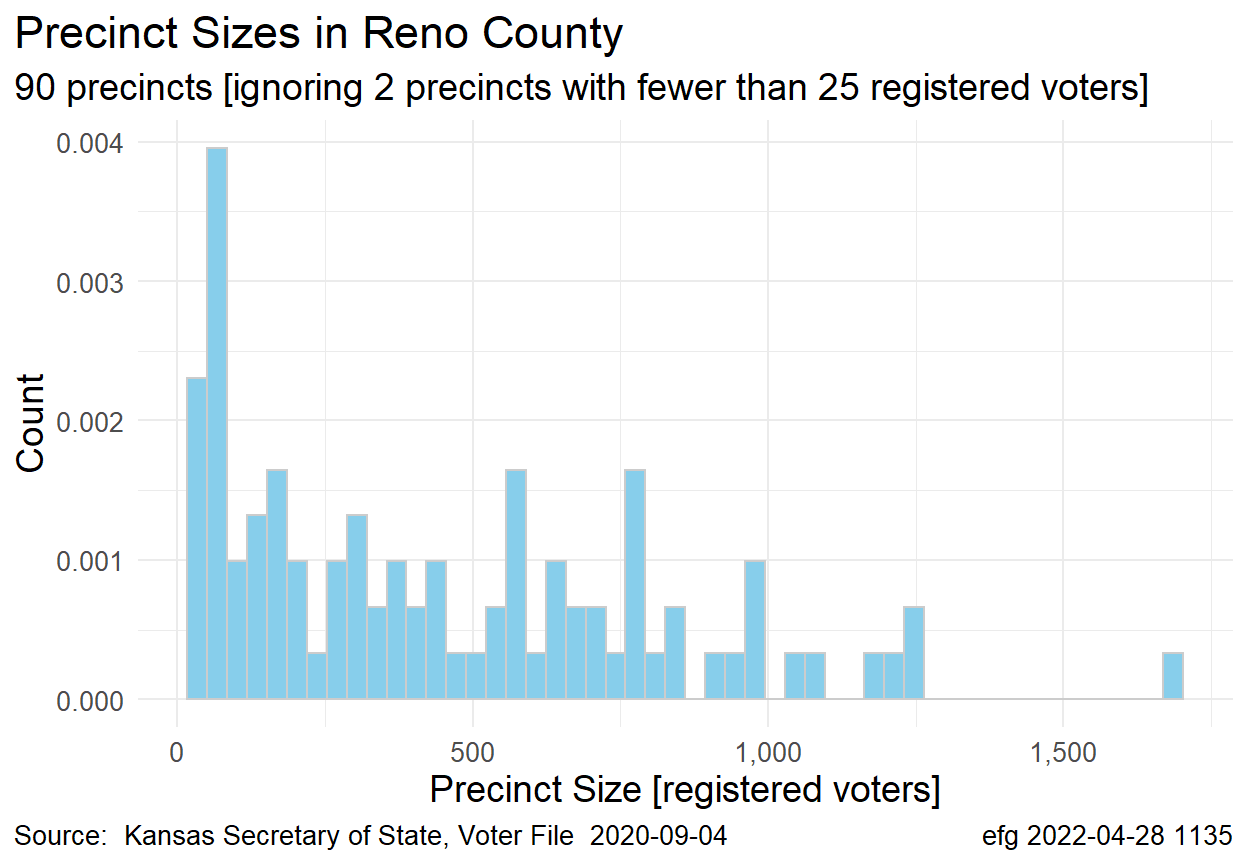 Precinct Sizes in Reno County
90 precincts [ignoring 2 precincts with fewer than 25 registered voters]
0.004
0.003
0.002
0.001
0.000
Count
0 500 1,000 1,500
Precinct Size [registered voters]
Source:  Kansas Secretary of State, Voter File  2020-09-04 efg 2022-04-28 1135